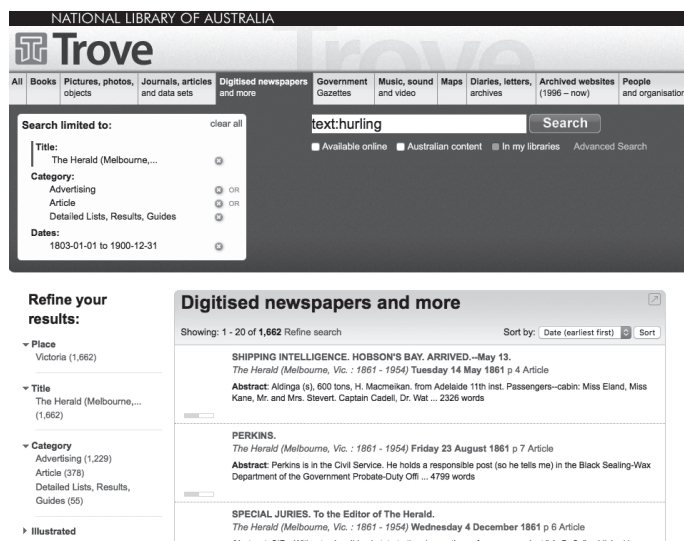 NATIONAL LIBRARY OF AUSTRALIA
Trove
All
Books
Pictures, photos,
objects
Journals, articles
and data sets
Digitised newspapers
and more
Government
Gazettes
Music, sound
and video
Maps
Diaries, letters,
archives
Archived websites
(1996 – now)
People
and organisation
Search limited to:
clear all
Title:
The Herald (Melbourne,...
Category:
Advertising OR
Article OR
Detailed Lists, Results, Guides
Dates:
1803-01-01 to 1900-12-31
text:hurling
Search
Available online Australian content In my libraries Advanced Search
Refine your
results:
Place
Victoria (1,662)
Title
The Herald (Melbourne,...
(1,662)
Category
Advertising (1,229)
Article (378)
Detailed Lists, Results,
Guides (55)
Illustrated
Digitised newspapers and more
Showing: 1 - 20 of 1,662 Refine search
Sort by: Date (earliest first) Sort
SHIPPING INTELLIGENCE. HOBSON'S BAY. ARRIVED.--May 13.
The Herald (Melbourne, Vic. : 1861 - 1954) Tuesday 14 May 1861 p 4 Article
Abstract: Aldinga (s), 600 tons, H. Macmeikan. from Adelaide 11th inst. Passengers--cabin: Miss Eland, Miss
Kane, Mr. and Mrs. Stevert. Captain Cadell, Dr. Wat ... 2326 words
PERKINS.
The Herald (Melbourne, Vic. : 1861 - 1954) Friday 23 August 1861 p 7 Article
Abstract: Perkins is in the Civil Service. He holds a responsible post (so he tells me) in the Black Sealing-Wax
Department of the Government Probate-Duty Offi ... 4799 words
SPECIAL JURIES. To the Editor of The Herald.
The Herald (Melbourne, Vic. : 1861 - 1954) Wednesday 4 December 1861 p 6 Article